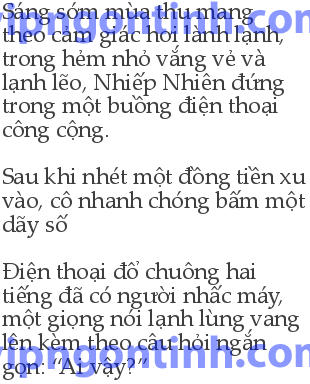 Sáng sớm mùa thu mang
theo cảm giác hơi lành lạnh,
trong hẻm nhỏ vắng vẻ và
lạnh lẽo, Nhiếp Nhiên đứng
trong một buồng điện thoại
công cộng.
Sau khi nhét một đồng tiền xu
vào, cô nhanh chóng bấm một
dãy số
Điện thoại đổ chuông hai
tiếng đã có người nhấc máy,
một giọng nói lạnh lùng vang
lên kèm theo câu hỏi ngắn
gọn: “Ai vậy?”
vipngontinh.com
vipngontinh.com